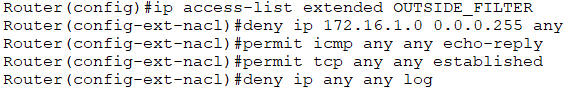 Router(config)#ip access-list extended OUTSIDE_FILTER
Router(config-ext-nacl)#deny ip 172.16.1.0 0.0.0.255 any
Router(config-ext-nacl)#permit icmp any any echo-reply
Router(config-ext-nacl)#permit tcp any any established
Router(config-ext-nacl)#deny ip any any log